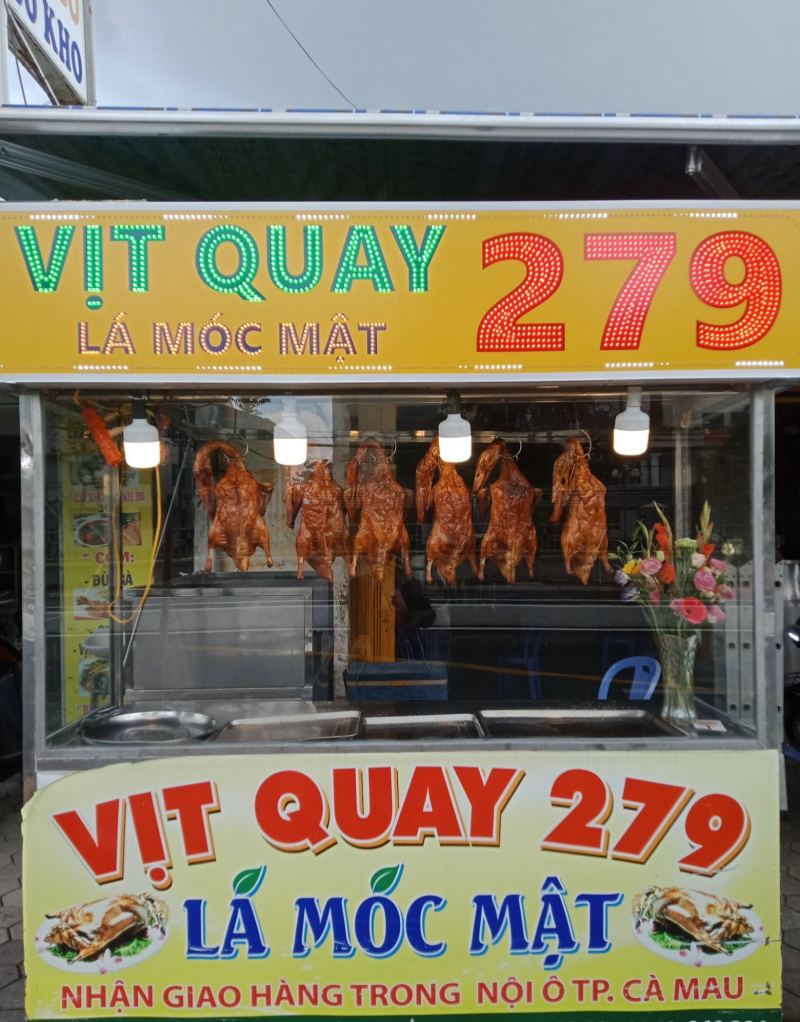 KHO
VỊT QUAY 279
LÁ MÓC MẬT
VỊT QUAY 279
LÁ MÓC MẬT
NHẬN GIAO HÀNG TRONG NỘI Ô TP. CÀ MAU